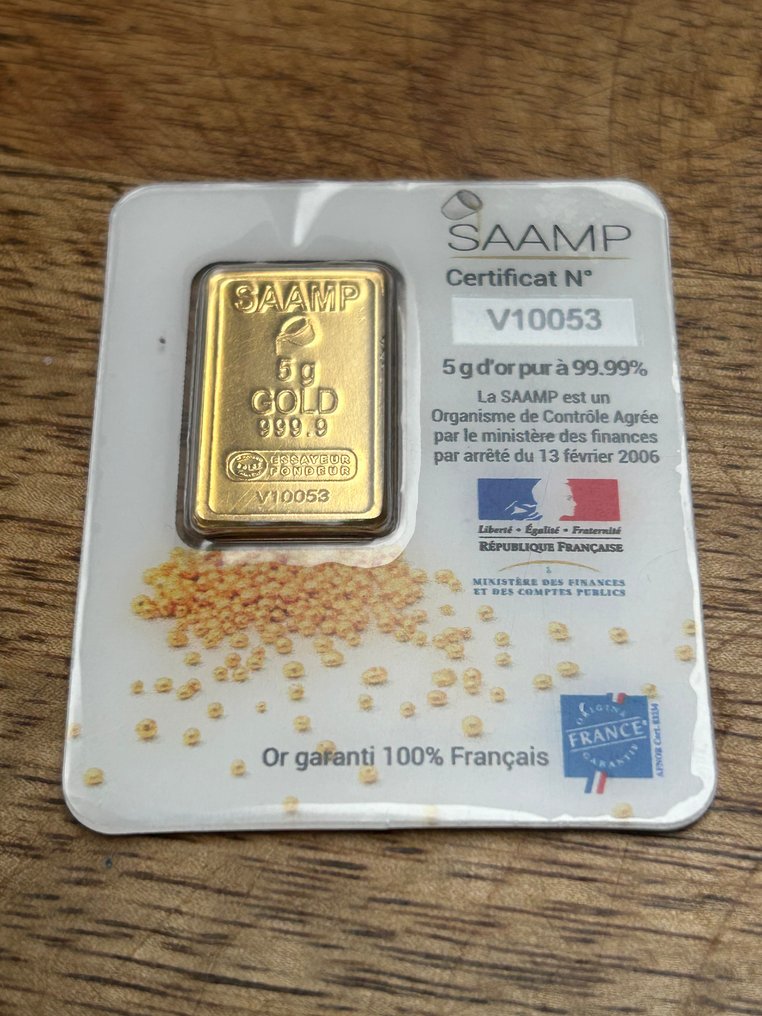 SAAMP
5 g
GOLD
999.9
ESSAYEUR
FONDEUR
V10053
SAAMP
Certificat N°
V10053
5 g d'or pur à 99.99%
La SAAMP est un
Organisme de Contrôle Agrée
par le ministère des finances
par arrêté du 13 février 2006
Liberté • Égalité • Fraternité
RÉPUBLIQUE FRANÇAISE
MINISTÈRE DES FINANCES
ET DES COMPTES PUBLICS
Or garanti 100% Français
ORIGINE
FRANCE
GARANTIE